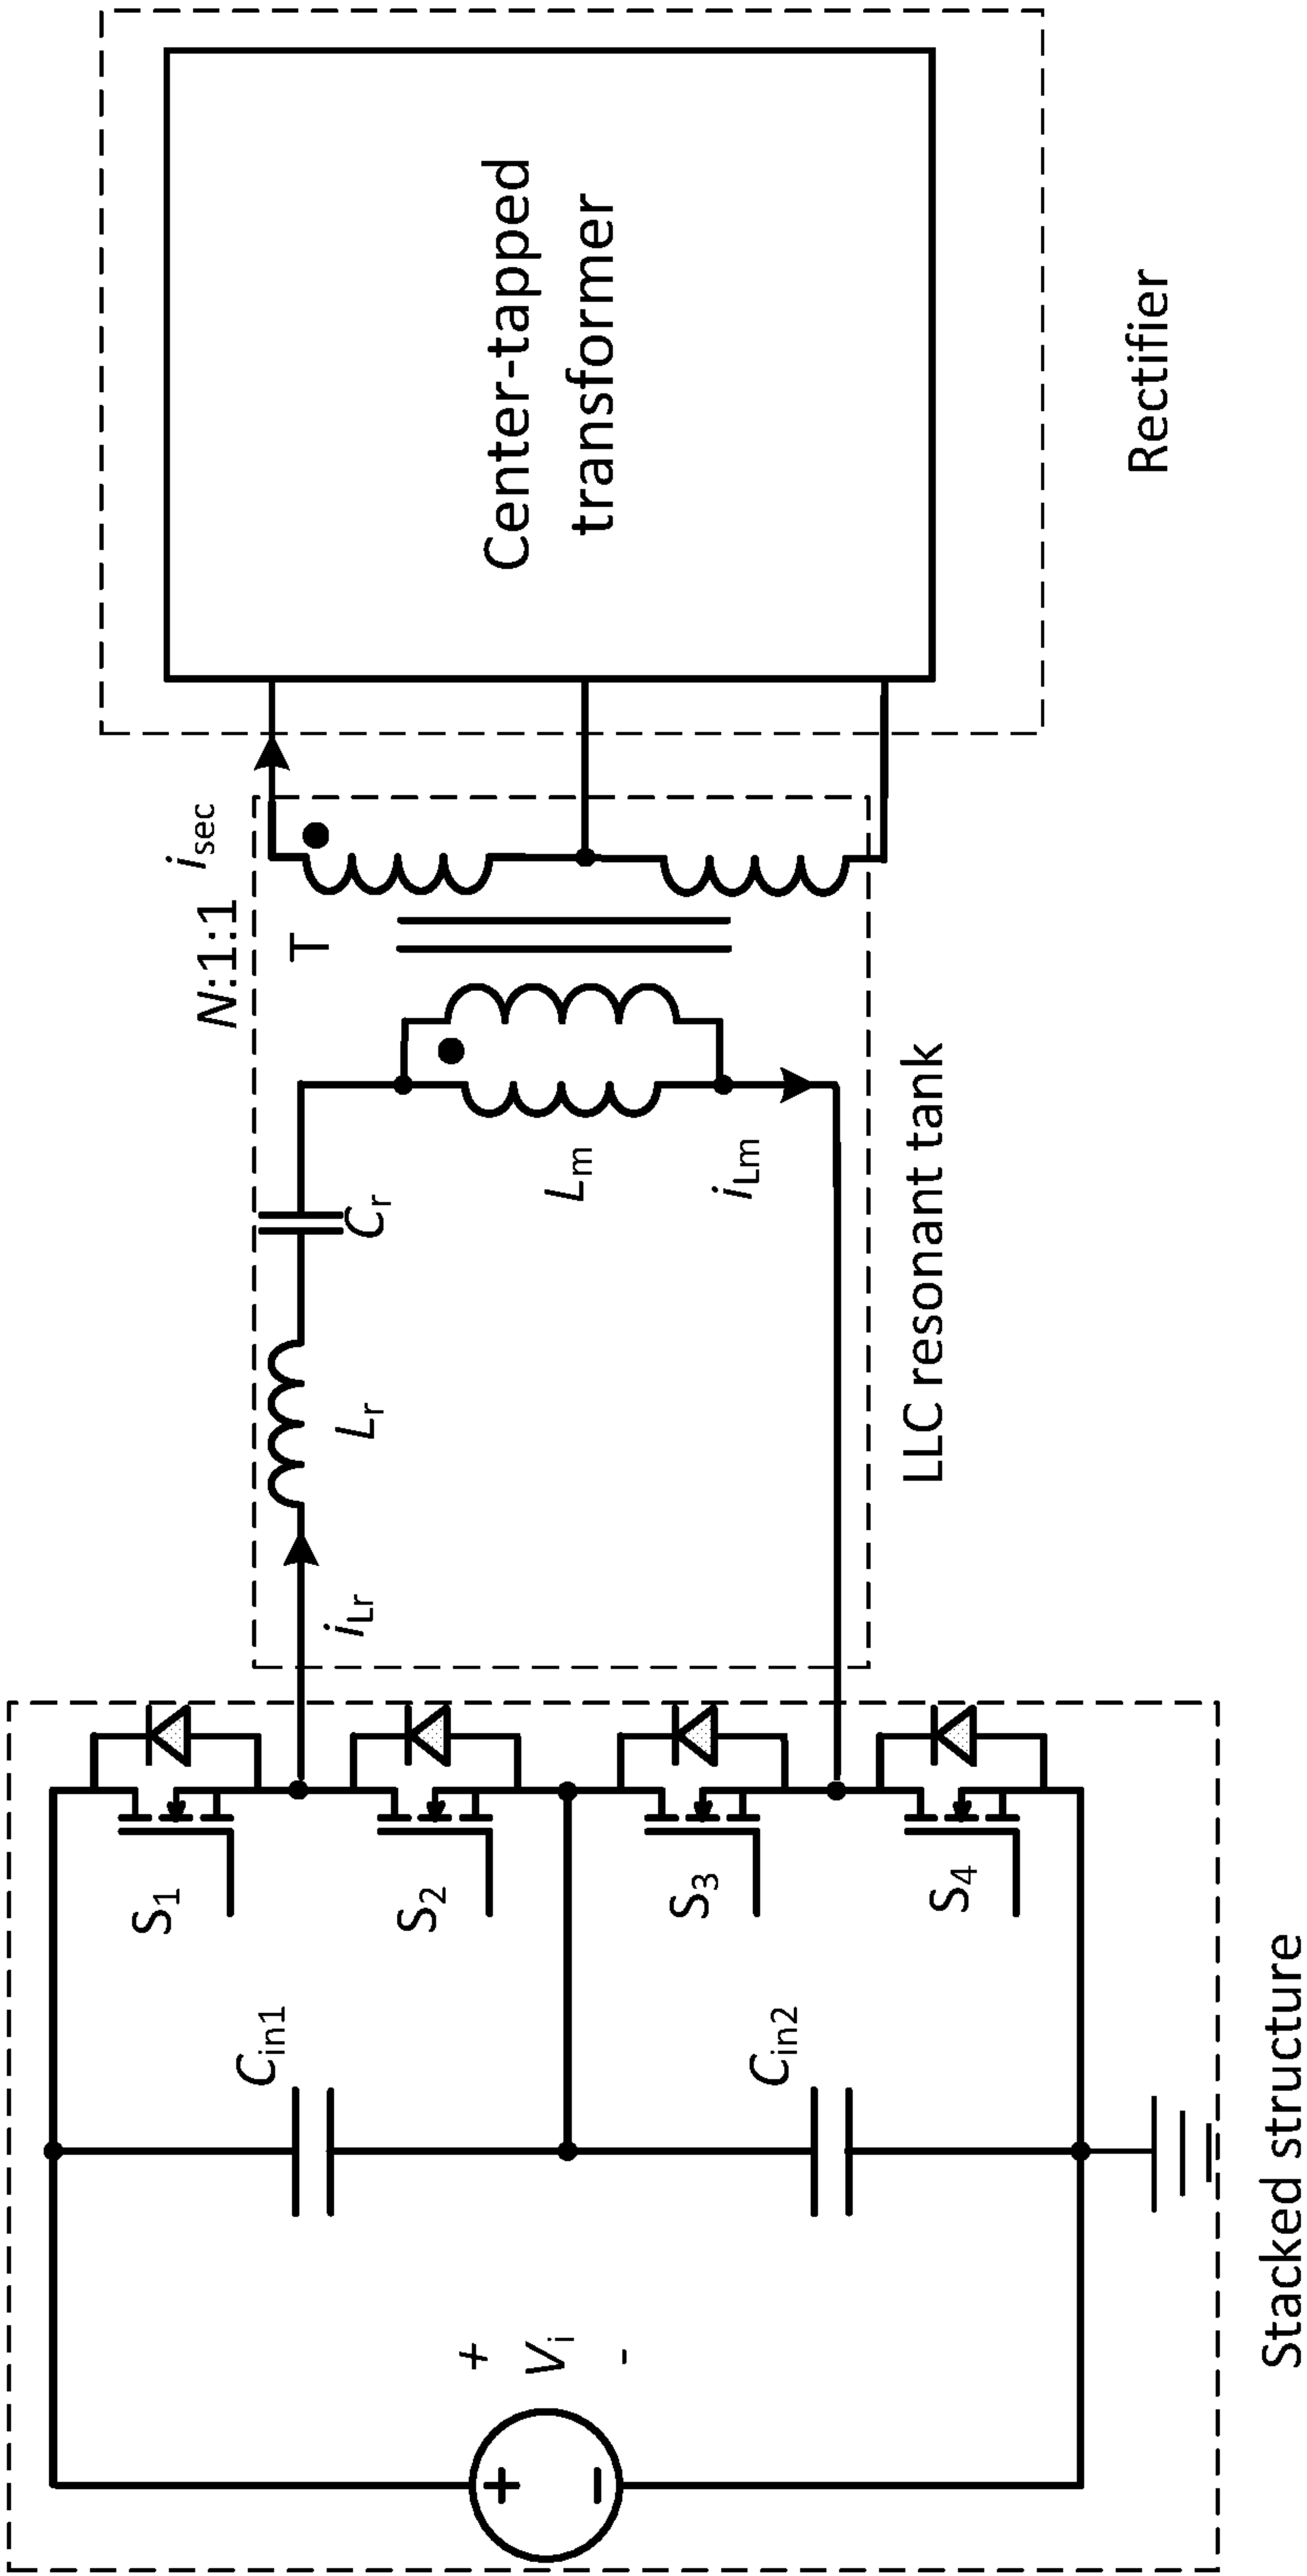 +
Vi
-
Cin1
Cin2
S1
S2
S3
S4
Stacked structure
iLr
Lr
Cr
Lm
iLm
N:1:1
T
isec
LLC resonant tank
Center-tapped
transformer
Rectifier